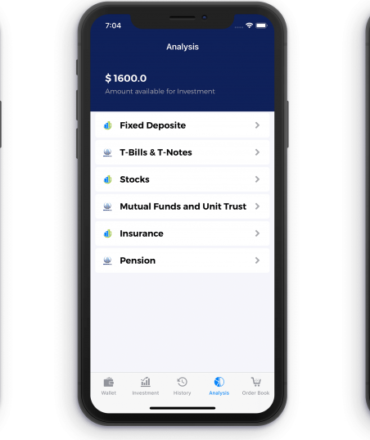 7:04
Analysis
$ 1600.0
Amount available for Investment
Fixed Deposite
T-Bills & T-Notes
Stocks
Mutual Funds and Unit Trust
Insurance
Pension
Wallet Investment History Analysis Order Book